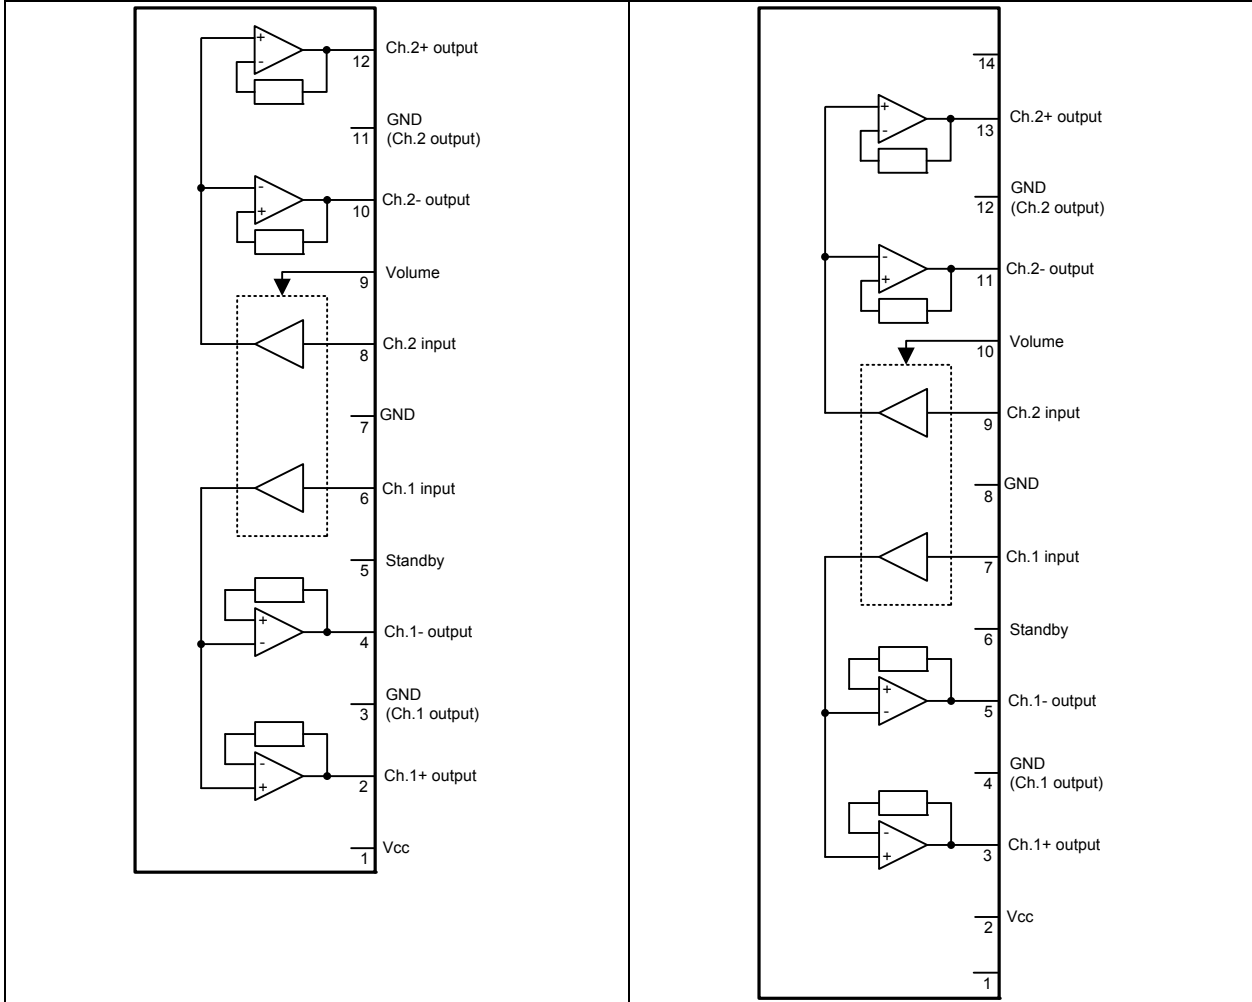 +
-
12
Ch.2+ output
GND
11
(Ch.2 output)
-
+
10
Ch.2- output
Volume
9
Ch.2 input
8
GND
7
Ch.1 input
6
Standby
5
+
-
4
Ch.1- output
GND
3
(Ch.1 output)
-
+
2
Ch.1+ output
Vcc
1
14
+
-
13
Ch.2+ output
GND
12
(Ch.2 output)
-
+
11
Ch.2- output
Volume
10
Ch.2 input
9
GND
8
Ch.1 input
7
Standby
6
+
-
5
Ch.1- output
GND
4
(Ch.1 output)
-
+
3
Ch.1+ output
Vcc
2
1